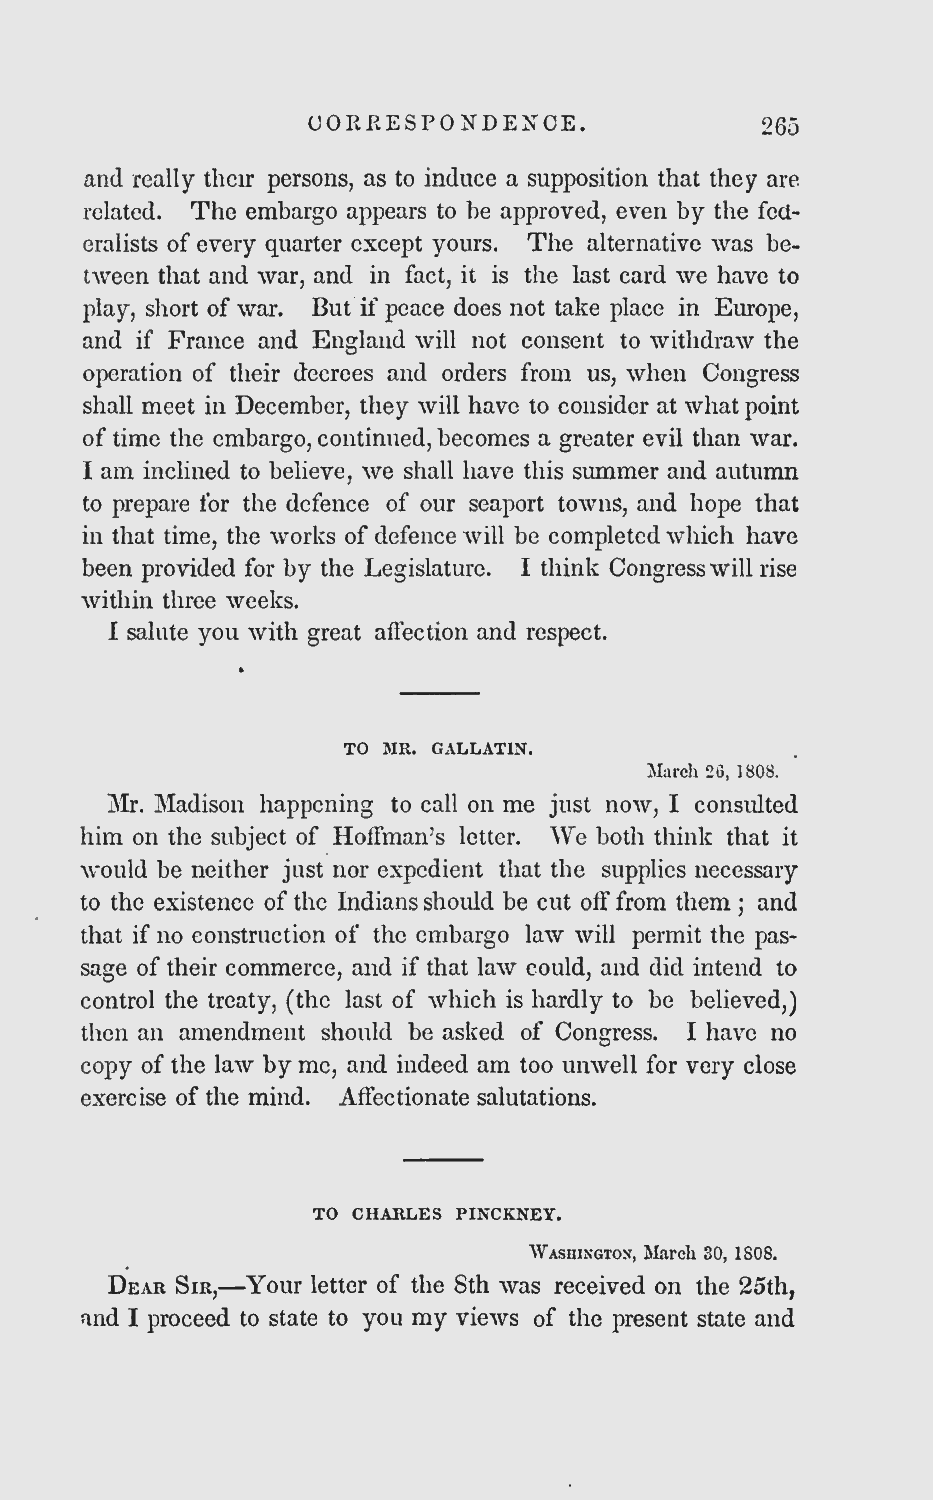 CORRESPONDENCE. 265
and really their persons, as to induce a supposition that they are
related. The embargo appears to be approved, even by the fed-
eralists of every quarter except yours. The alternative was be-
tween that and war, and in fact, it is the last card we have to
play, short of war. But if peace does not take place in Europe,
and if France and England will not consent to withdraw the
operation of their decrees and orders from us, when Congress
shall meet in December, they will have to consider at what point
of time the embargo, continued, becomes a greater evil than war.
I am inclined to believe, we shall have this summer and autumn
to prepare for the defence of our seaport towns, and hope that
in that time, the works of defence will be completed which have
been provided for by the Legislature. I think Congress will rise
within three weeks.
I salute you with great affection and respect.
TO MR. GALLATIN.
March 26, 1808.
Mr. Madison happening to call on me just now, I consulted
him on the subject of Hoffman's letter. We both think that it
would be neither just nor expedient that the supplies necessary
to the existence of the Indians should be cut off from them; and
that if no construction of the embargo law will permit the pas-
sage of their commerce, and if that law could, and did intend to
control the treaty, (the last of which is hardly to be believed,)
then an amendment should be asked of Congress. I have no
copy of the law by me, and indeed am too unwell for very close
exercise of the mind. Affectionate salutations.
TO CHARLES PINCKNEY.
WASHINGTON, March 30, 1808.
DEAR SIR,—Your letter of the 8th was received on the 25th,
and I proceed to state to you my views of the present state and